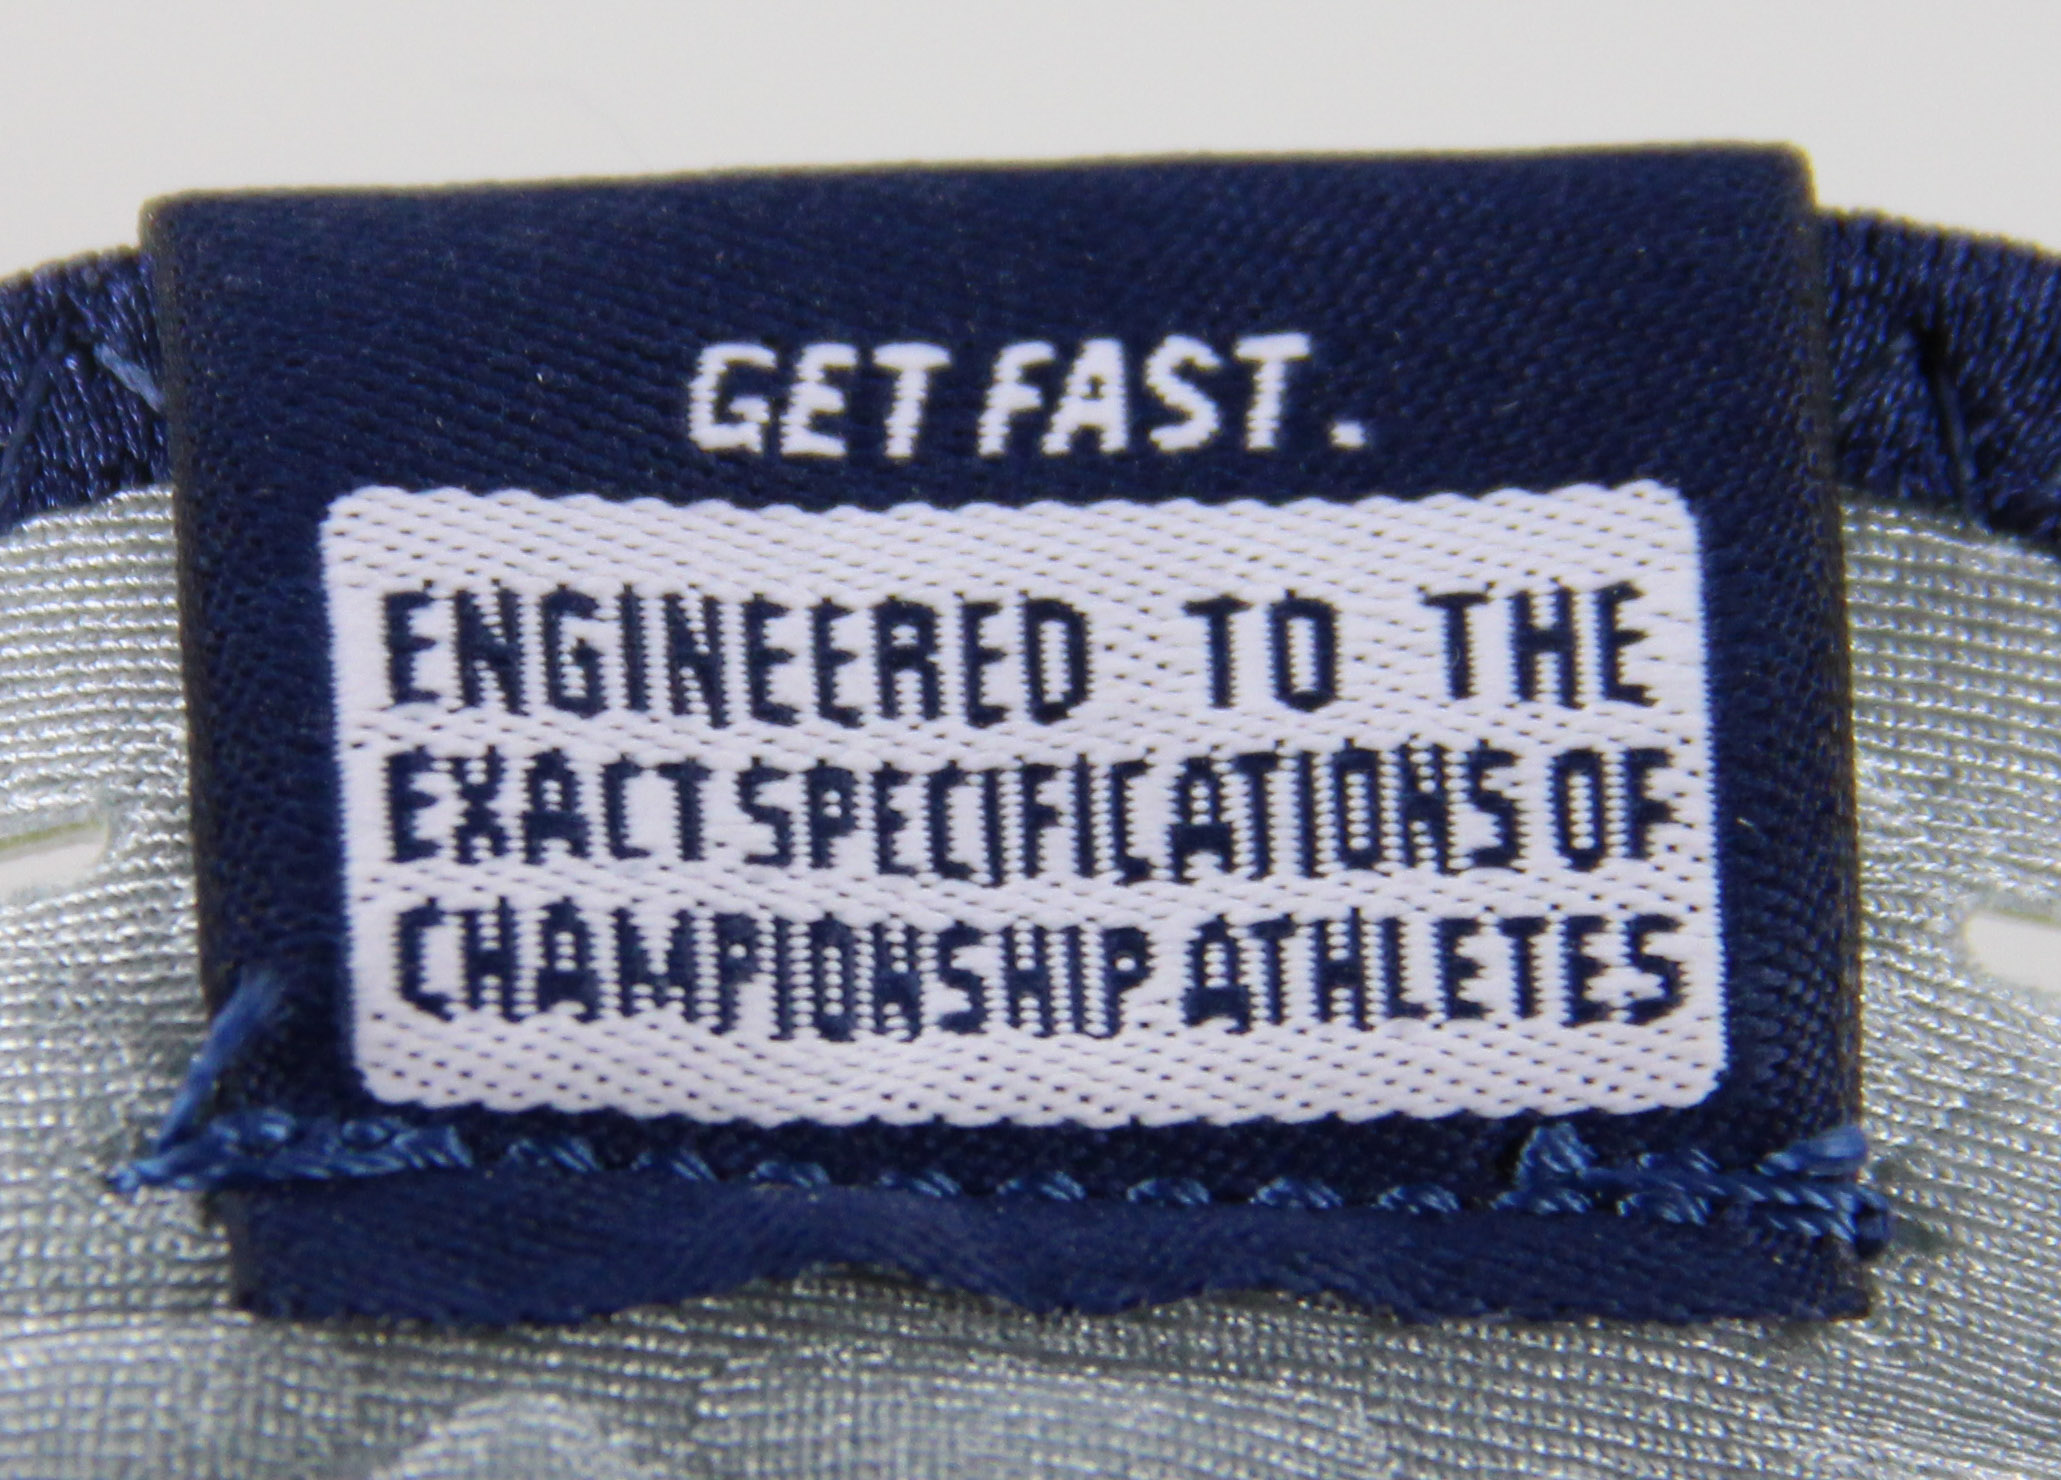 GET FAST.
ENGINEERED TO THE
EXACT SPECIFICATIONS OF
CHAMPIONSHIP ATHLETES